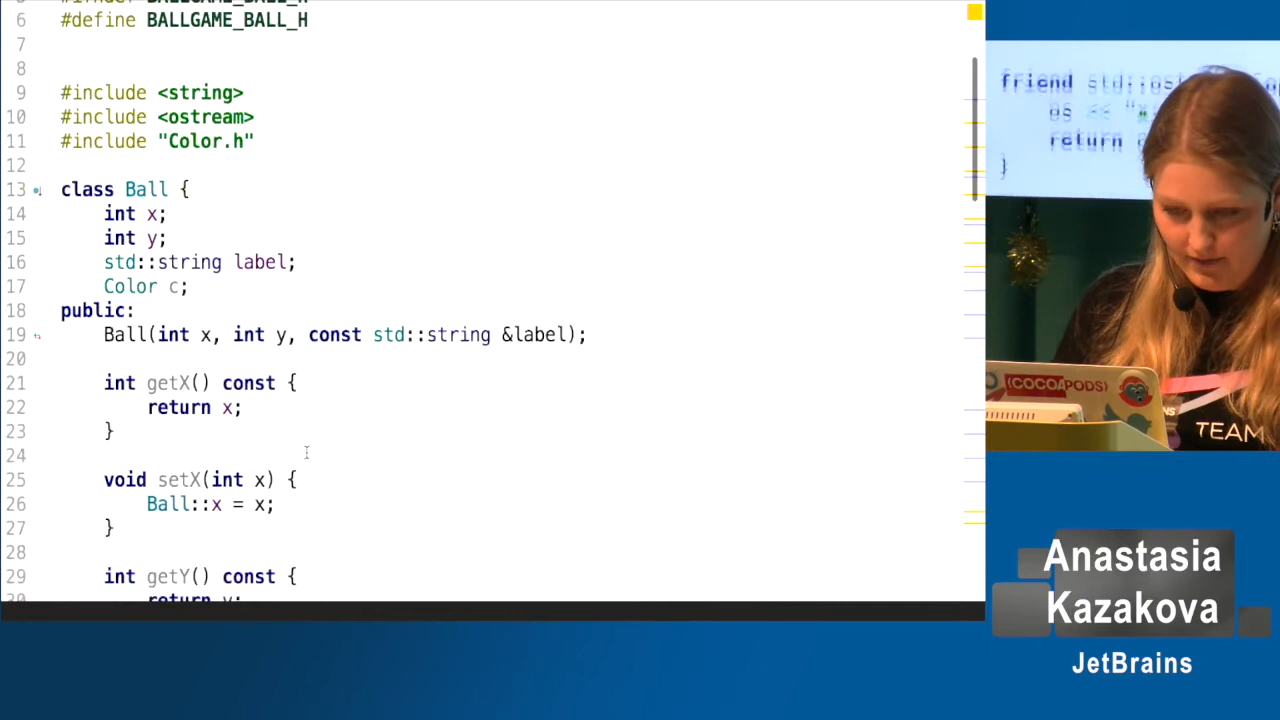 6 #define BALLGAME_BALL_H
7
8
9 #include <string>
10 #include <ostream>
11 #include "Color.h"
12
13 class Ball {
14 int x;
15 int y;
16 std::string label;
17 Color c;
18 public:
19 Ball(int x, int y, const std::string &label);
20
21 int getX() const {
22 return x;
23 }
24
25 void setX(int x) {
26 Ball::x = x;
27 }
28
29 int getY() const {
friend
os << "x
return
}
(COCOAPODS)
TEAM
Anastasia
Kazakova
JetBrains